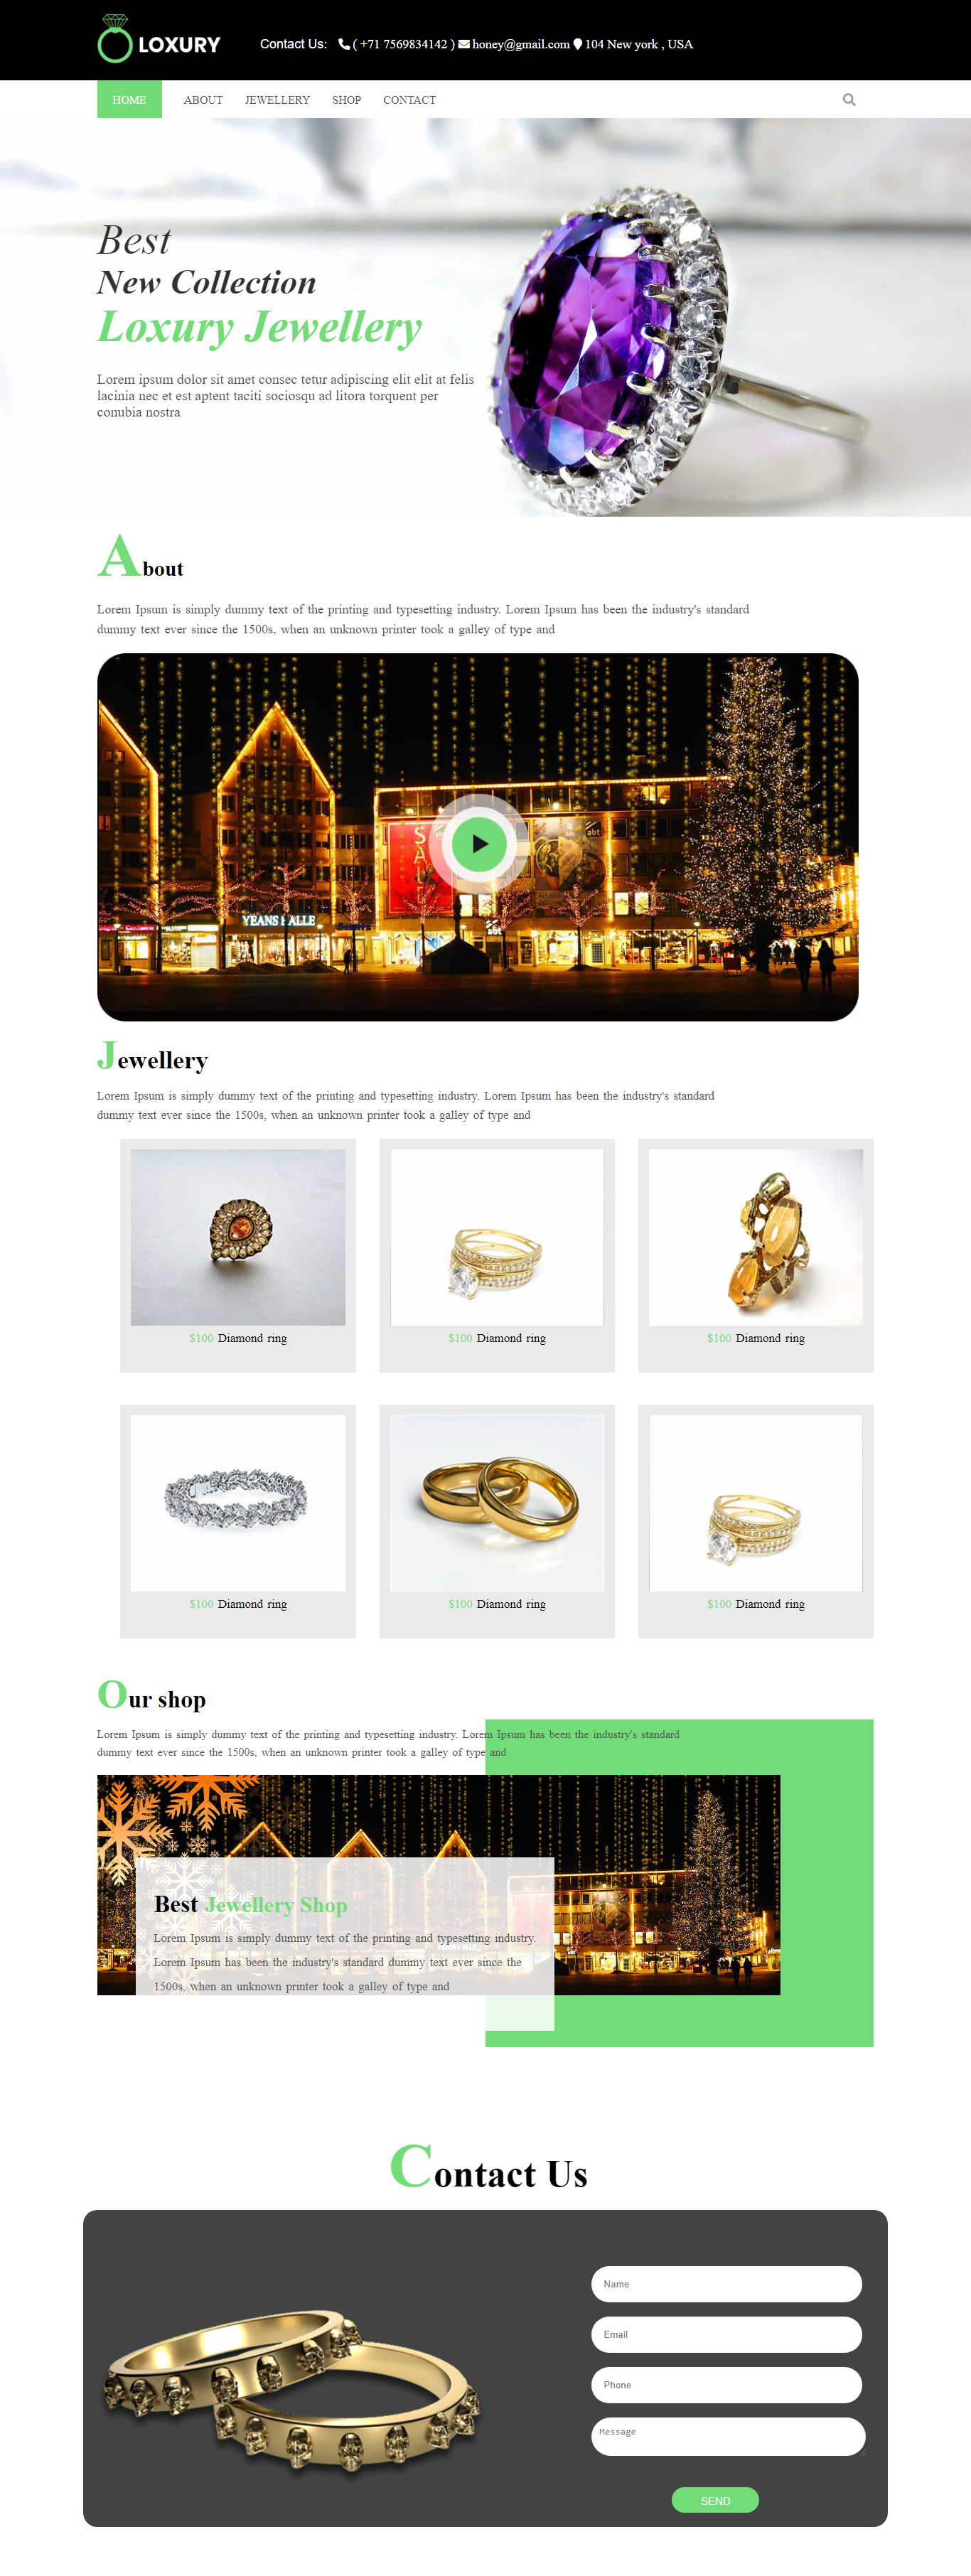 LOXURY
Contact Us: ( +71 7569834142 ) honey@gmail.com 104 New york , USA
HOME ABOUT JEWELLERY SHOP CONTACT
Best
New Collection
Loxury Jewellery
Lorem ipsum dolor sit amet consec tetur adipiscing elit elit at felis
lacinia nec et est aptent taciti sociosqu ad litora torquent per
conubia nostra
About
Lorem Ipsum is simply dummy text of the printing and typesetting industry. Lorem Ipsum has been the industry's standard
dummy text ever since the 1500s, when an unknown printer took a galley of type and
SA
abt
YEANS HALLE
abt
Jewellery
Lorem Ipsum is simply dummy text of the printing and typesetting industry. Lorem Ipsum has been the industry's standard
dummy text ever since the 1500s, when an unknown printer took a galley of type and
$100 Diamond ring
$100 Diamond ring
$100 Diamond ring
$100 Diamond ring
$100 Diamond ring
$100 Diamond ring
Our shop
Lorem Ipsum is simply dummy text of the printing and typesetting industry. Lorem Ipsum has been the industry's standard
dummy text ever since the 1500s, when an unknown printer took a galley of type and
Best Jewellery Shop
Lorem Ipsum is simply dummy text of the printing and typesetting industry.
Lorem Ipsum has been the industry's standard dummy text ever since the
1500s, when an unknown printer took a galley of type and
Contact Us
Name
Email
Phone
Message
SEND